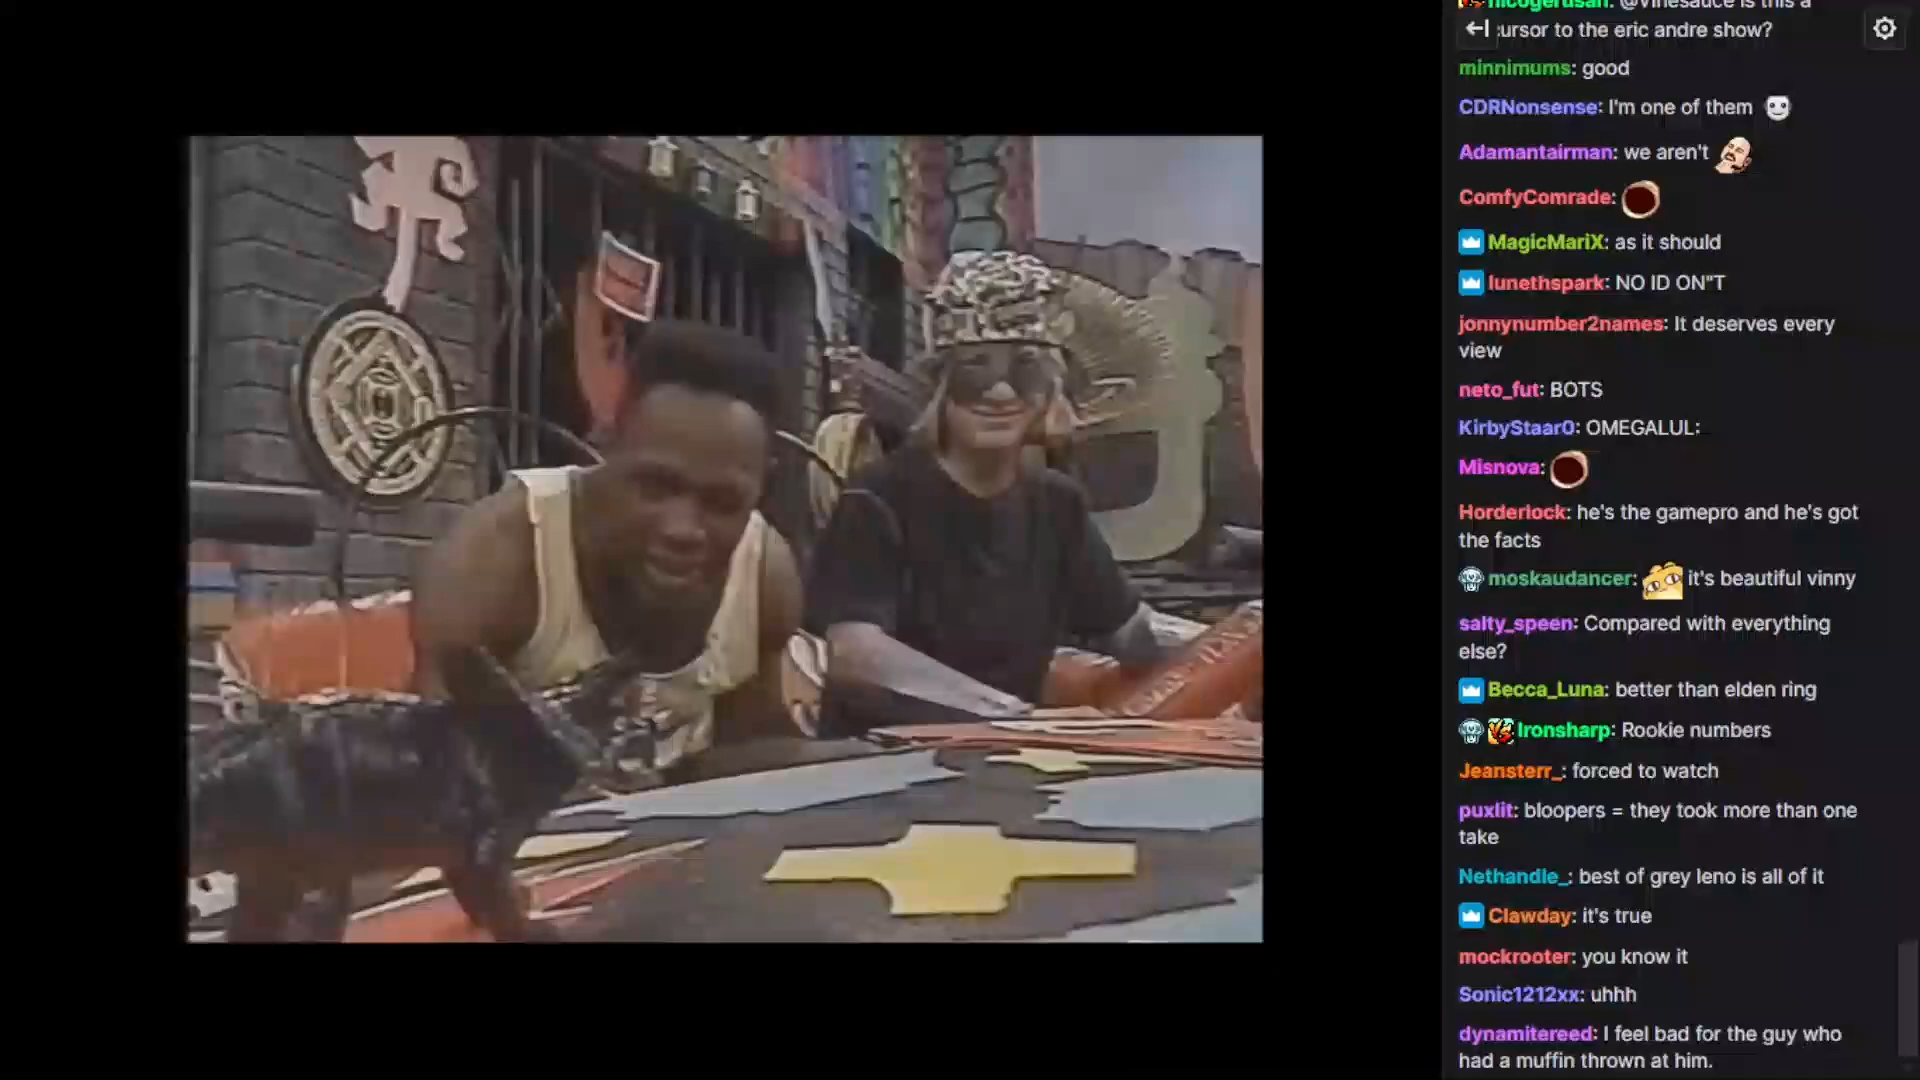 nicogerusan: @Vinesauce is this a
cursor to the eric andre show?
minnimums: good
CDRNonsense: I'm one of them
Adamantairman: we aren't
ComfyComrade:
MagicMariX: as it should
lunethspark: NO ID ON"T
jonnynumber2names: It deserves every
view
neto_fut: BOTS
KirbyStaar0: OMEGALUL:
Misnova:
Horderlock: he's the gamepro and he's got
the facts
moskaudancer: it's beautiful vinny
salty_speen: Compared with everything
else?
Becca_Luna: better than elden ring
Ironsharp: Rookie numbers
Jeansterr_: forced to watch
puxlit: bloopers = they took more than one
take
Nethandle_: best of grey leno is all of it
Clawday: it's true
mockrooter: you know it
Sonic1212xx: uhhh
dynamitereed: I feel bad for the guy who
had a muffin thrown at him.